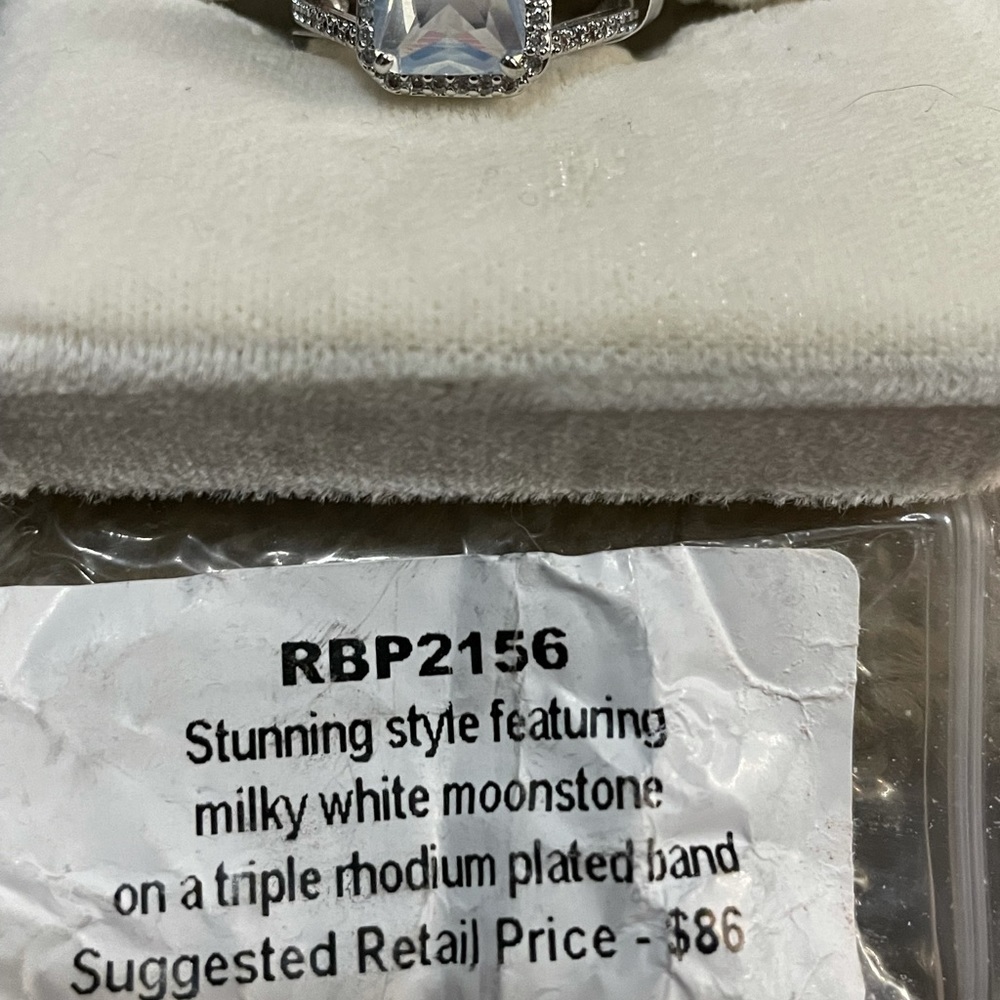 RBP2156
Stunning style featuring
milky white moonstone
on a triple rhodium plated band
Suggested Retail Price - $86